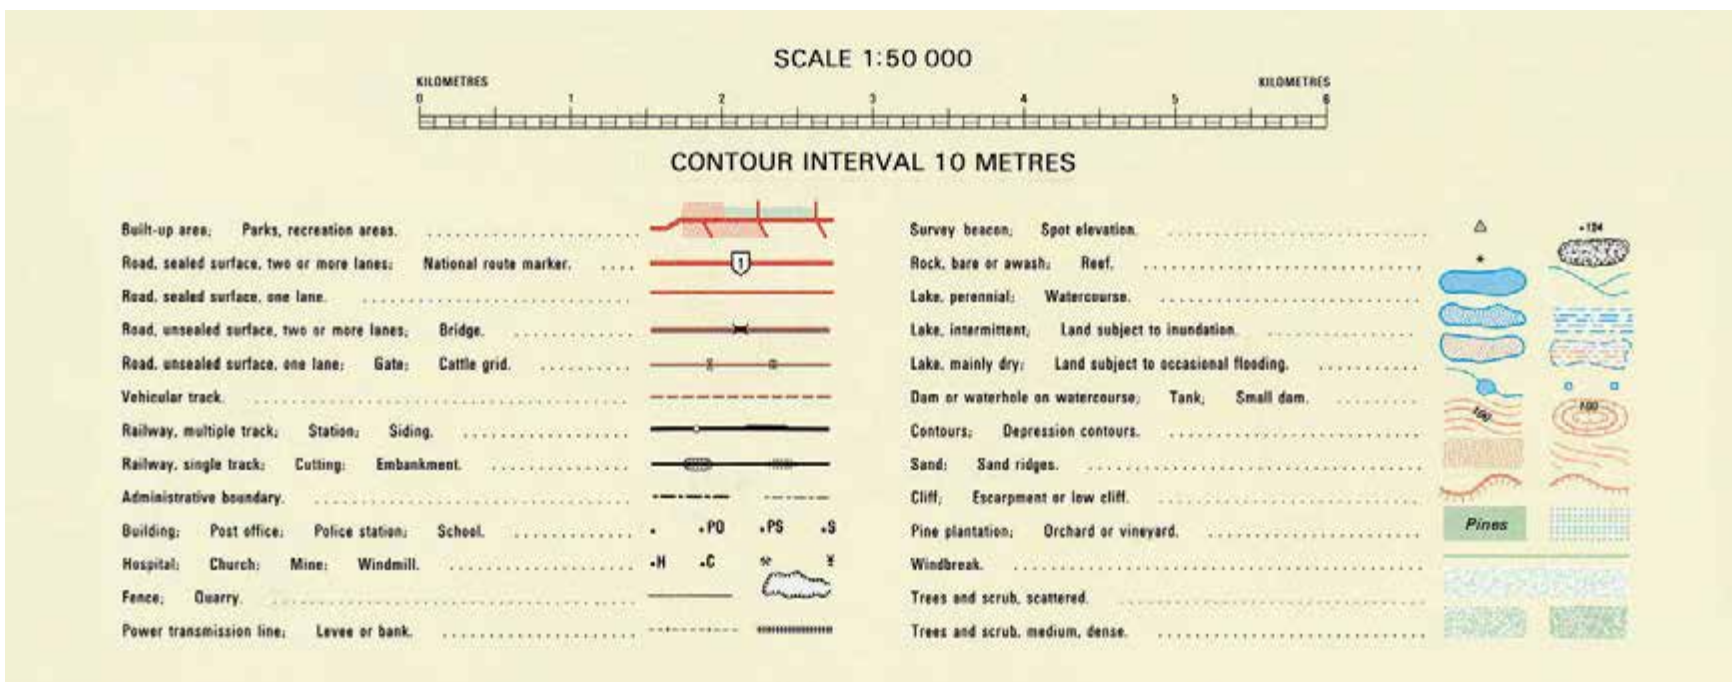 SCALE 1:50 000
KILOMETRES KILOMETRES
0 1 2 3 4 5 6
CONTOUR INTERVAL 10 METRES
Built-up area; Parks, recreation areas.
Road, sealed surface, two or more lanes; National route marker. 1
Road, sealed surface, one lane.
Road, unsealed surface, two or more lanes; Bridge.
Road, unsealed surface, one lane; Gate; Cattle grid.
Vehicular track.
Railway, multiple track; Station; Siding.
Railway, single track; Cutting; Embankment.
Administrative boundary.
Building; Post office; Police station; School. PO PS S
Hospital; Church; Mine; Windmill. H C
Fence; Quarry.
Power transmission line; Levee or bank.
Survey beacon; Spot elevation. 124
Rock, bare or awash; Reef.
Lake, perennial; Watercourse.
Lake, intermittent; Land subject to inundation.
Lake, mainly dry; Land subject to occasional flooding.
Dam or waterhole on watercourse; Tank; Small dam.
Contours; Depression contours. 100 100
Sand; Sand ridges.
Cliff; Escarpment or low cliff.
Pine plantation; Orchard or vineyard. Pines
Windbreak.
Trees and scrub, scattered.
Trees and scrub, medium, dense.